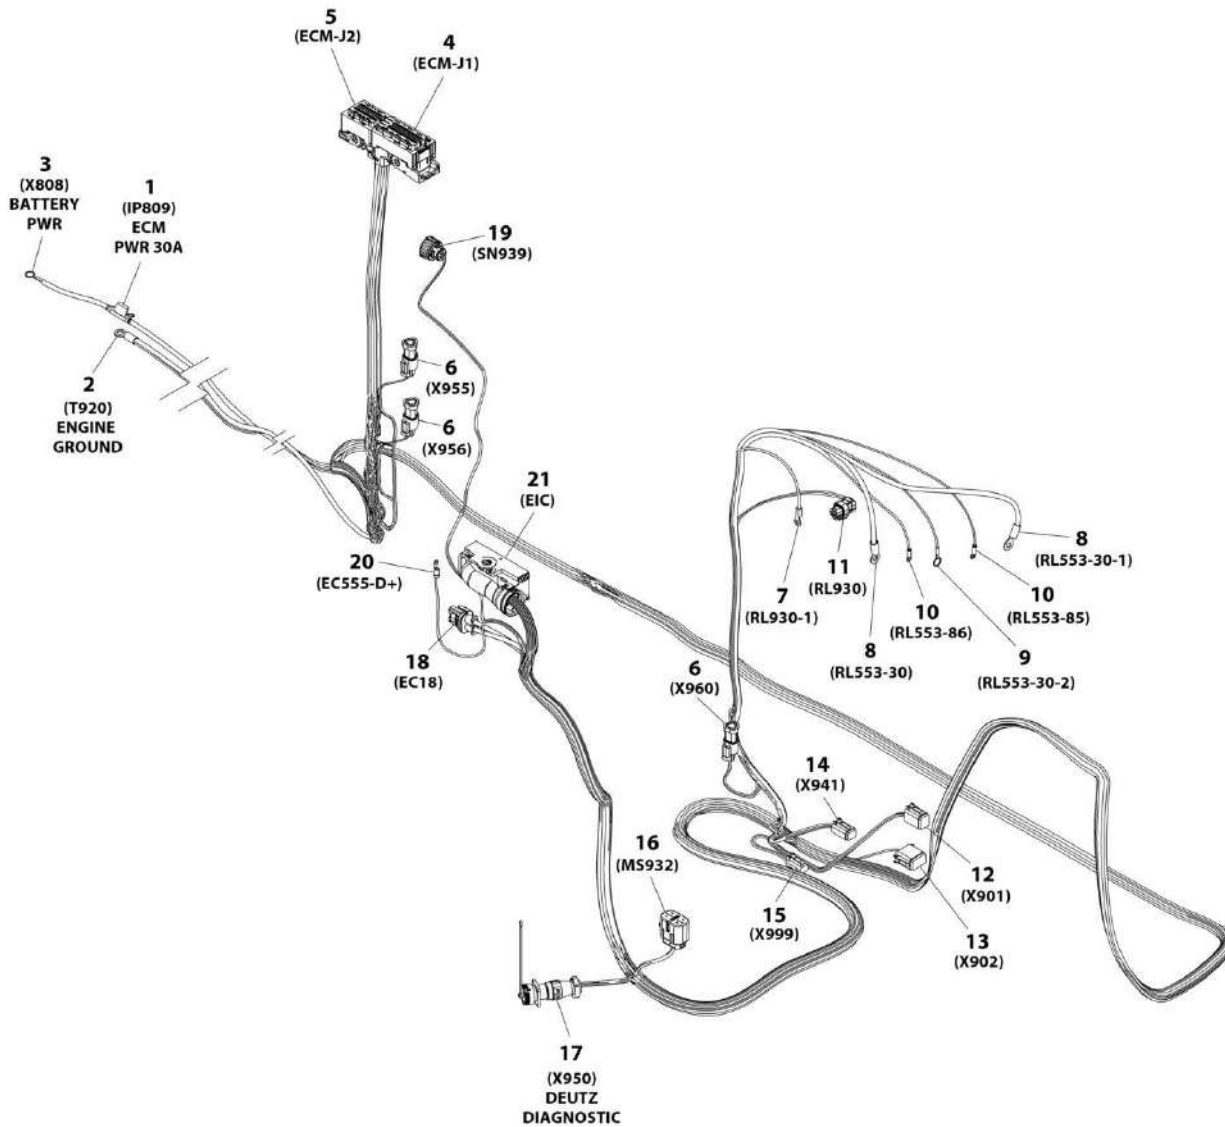 5
(ECM-J2)
4
(ECM-J1)
3
(X808)
BATTERY
PWR
1
(IP809)
ECM
PWR 30A
19
(SN939)
2
(T920)
ENGINE
GROUND
6
(X955)
6
(X956)
21
(EIC)
20
(EC555-D+)
18
(EC18)
7
(RL930-1)
11
(RL930)
8
(RL553-30)
10
(RL553-86)
9
(RL553-30-2)
10
(RL553-85)
8
(RL553-30-1)
6
(X960)
14
(X941)
12
(X901)
13
(X902)
15
(X999)
16
(MS932)
17
(X950)
DEUTZ
DIAGNOSTIC